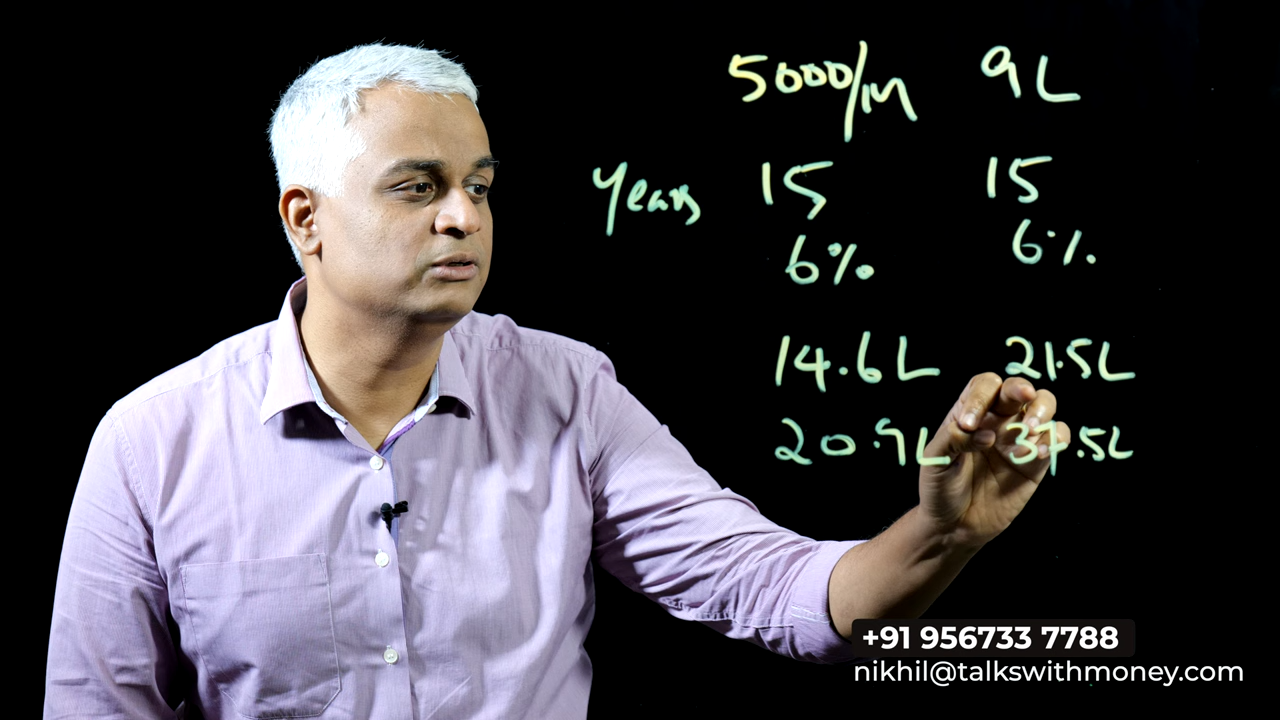 5000/m 9L
Years 15 15
6% 6%.
14.6L 21.5L
20.9L 37.5L
+91 956733 7788
nikhil@talkswithmoney.com